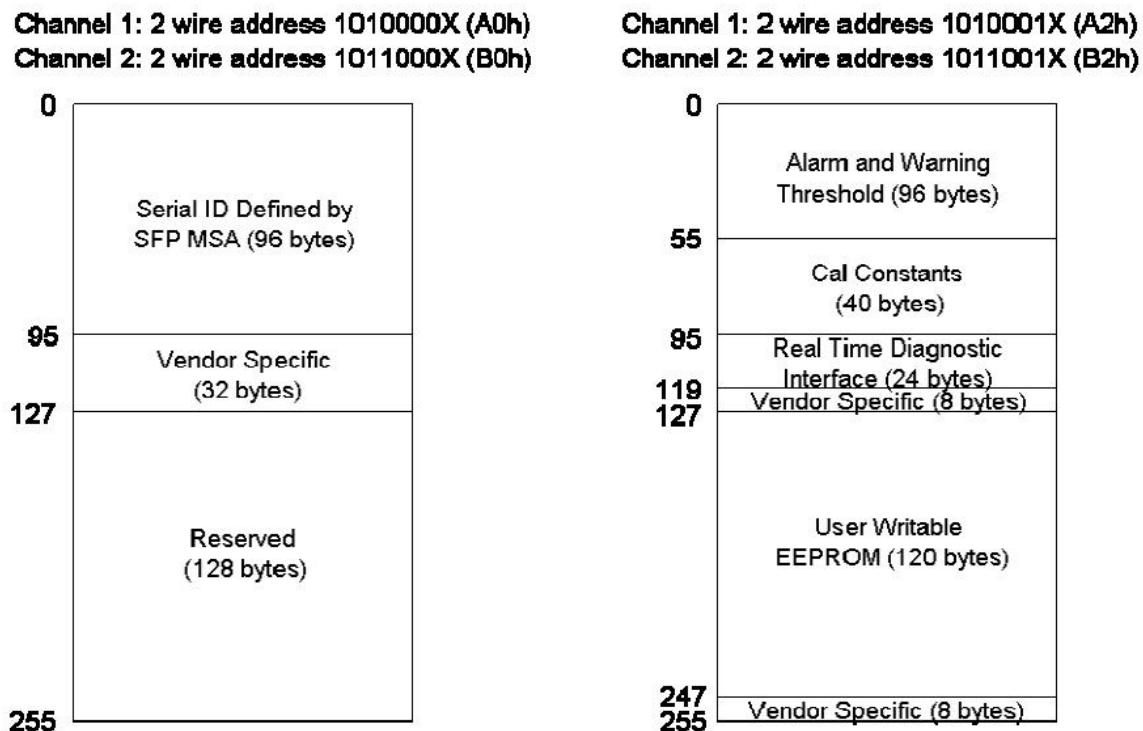 Channel 1: 2 wire address 1010000X (A0h)
Channel 2: 2 wire address 1011000X (B0h)
0
Serial ID Defined by
SFP MSA (96 bytes)
95
Vendor Specific
(32 bytes)
127
Reserved
(128 bytes)
255
Channel 1: 2 wire address 1010001X (A2h)
Channel 2: 2 wire address 1011001X (B2h)
0
Alarm and Warning
Threshold (96 bytes)
55
Cal Constants
(40 bytes)
95
Real Time Diagnostic
Interface (24 bytes)
119
Vendor Specific (8 bytes)
127
User Writable
EEPROM (120 bytes)
247
Vendor Specific (8 bytes)
255